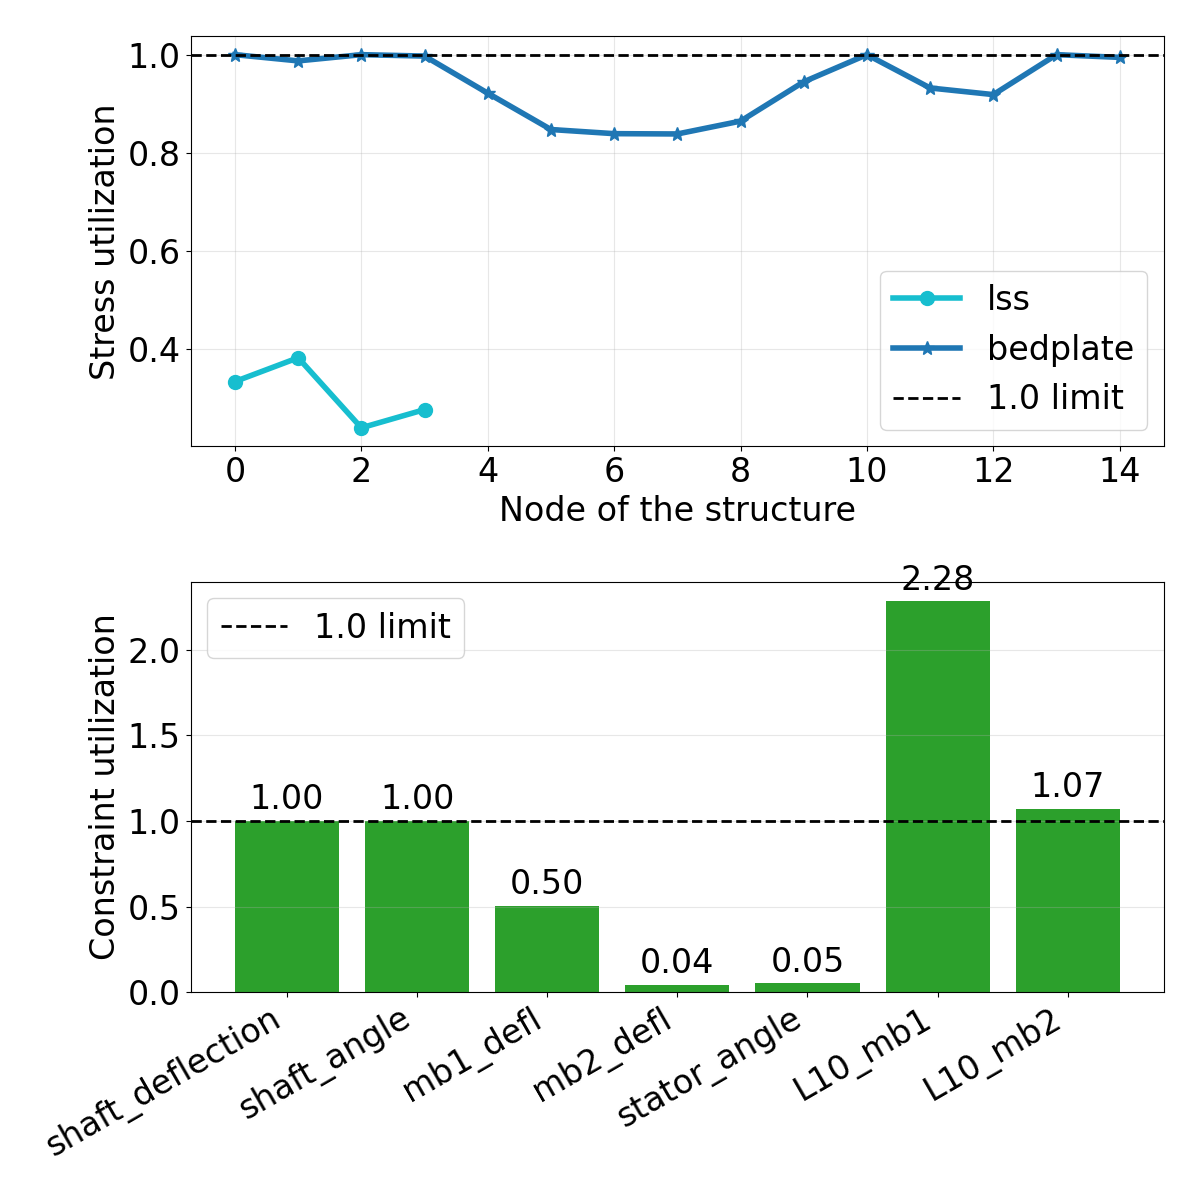 1.0
0.8
0.6
0.4
Stress utilization
lss
bedplate
1.0 limit
0 2 4 6 8 10 12 14
Node of the structure
2.28
1.0 limit
2.0
1.5
1.0
0.5
0.0
Constraint utilization
1.00 1.00 0.50 0.04 0.05 1.07
shaft_deflection
shaft_angle
mb1_defl
mb2_defl
stator_angle
L10_mb1
L10_mb2